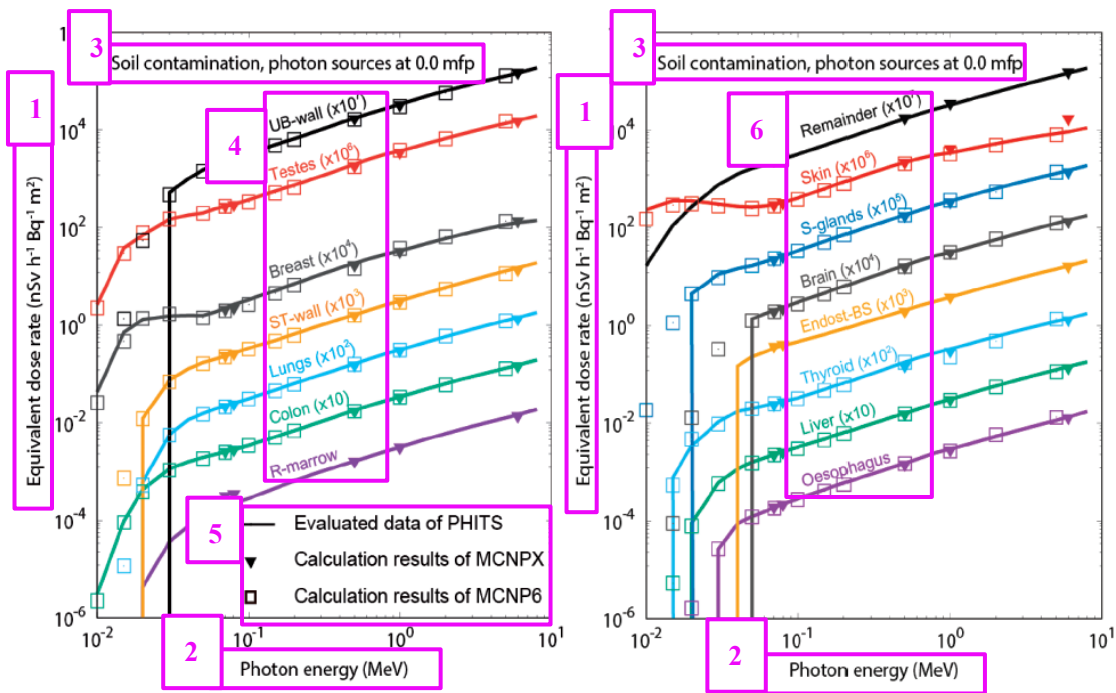 3
Soil contamination, photon sources at 0.0 mfp
1
Equivalent dose rate (nSv h⁻¹ Bq⁻¹ m²)
4
UB-wall (x10⁷)
Testes (x10⁶)
Breast (x10⁴)
ST-wall (x10³)
Lungs (x10²)
Colon (x10)
R-marrow
5
Evaluated data of PHITS
Calculation results of MCNPX
Calculation results of MCNP6
10⁴
10²
10⁰
10⁻²
10⁻⁴
10⁻⁶
10⁻² 10⁻¹ 10⁰ 10¹
2
Photon energy (MeV)
3
Soil contamination, photon sources at 0.0 mfp
1
Equivalent dose rate (nSv h⁻¹ Bq⁻¹ m²)
6
Remainder (x10⁷)
Skin (x10⁶)
S-glands (x10⁵)
Brain (x10⁴)
Endost-BS (x10³)
Thyroid (x10²)
Liver (x10)
Oesophagus
10⁴
10²
10⁰
10⁻²
10⁻⁴
10⁻⁶
10⁻² 10⁻¹ 10⁰ 10¹
2
Photon energy (MeV)